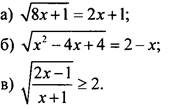 а) √(8x + 1) = 2x + 1;
б) √(x² − 4x + 4) = 2 − x;
в) √((2x − 1)/(x + 1)) ≥ 2.